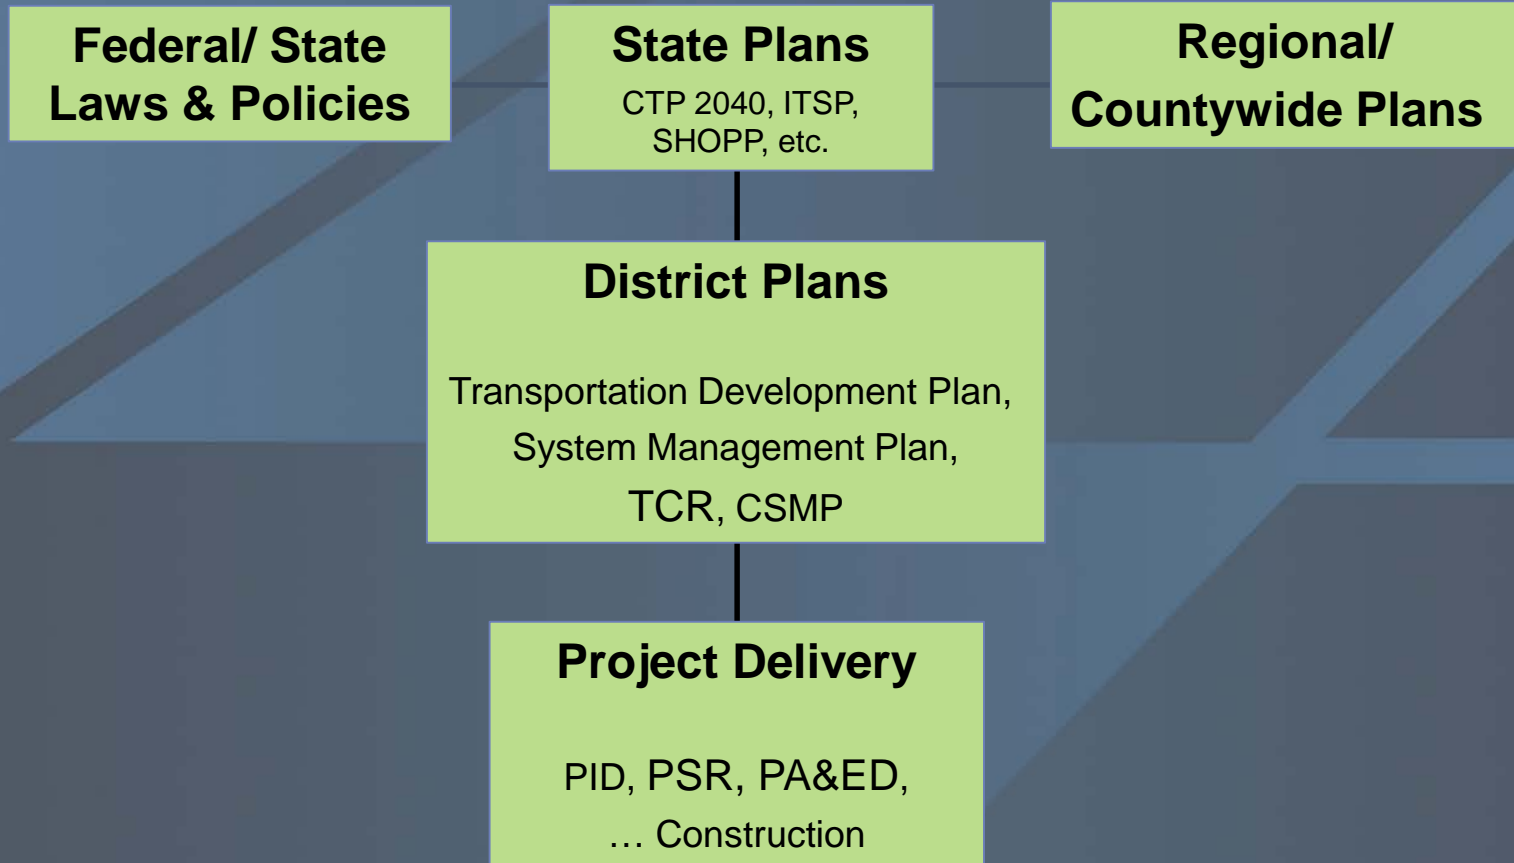 Federal/ State
Laws & Policies
State Plans
CTP 2040, ITSP,
SHOPP, etc.
Regional/
Countywide Plans
District Plans
Transportation Development Plan,
System Management Plan,
TCR, CSMP
Project Delivery
PID, PSR, PA&ED,
… Construction